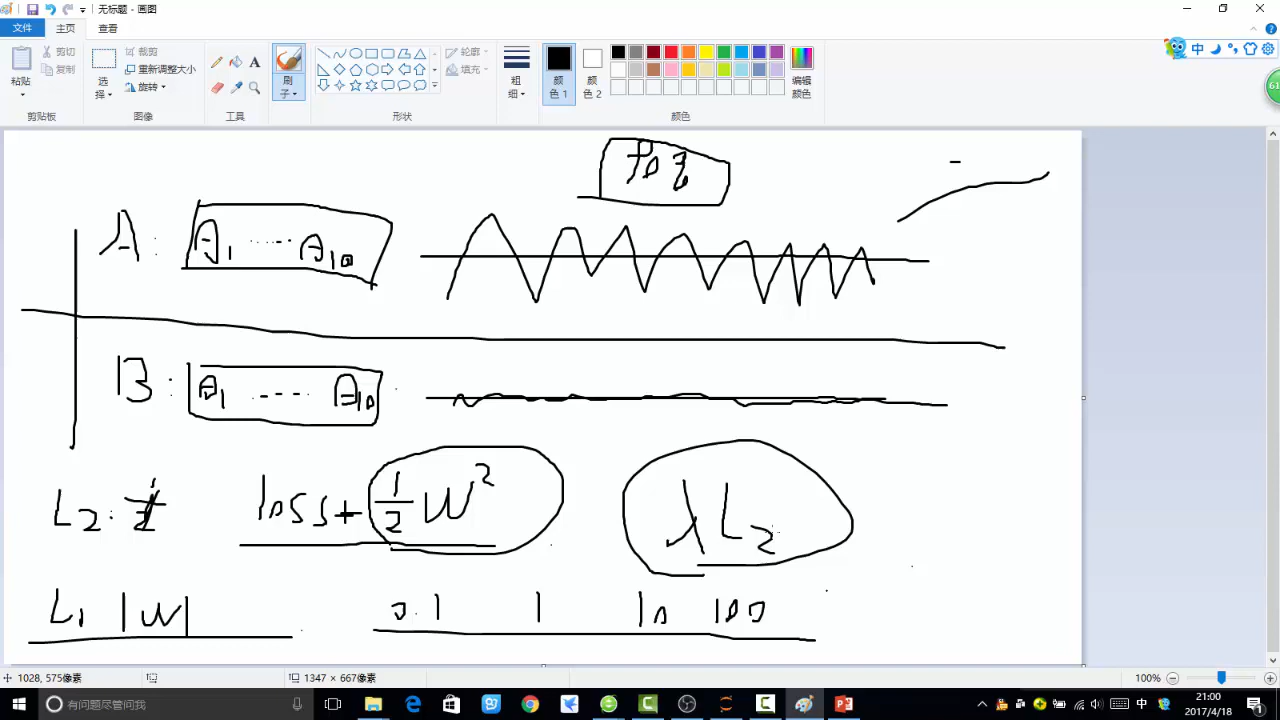 无标题 - 画图
文件 主页 查看
粘贴 剪切 复制 选择 裁剪 重新调整大小 旋转 刷子 轮廓 填充 粗细 颜色 1 颜色 2 编辑颜色
剪贴板 图像 工具 形状 颜色
中
61
A: θ1 ····· θ10
B: θ1 ---- θ10
L2: loss + 1/2 W² λL2
L1 |W| 0.1 1 10 100
1028, 575像素 1347 × 667像素 100%
有问题尽管问我 21:00
2017/4/18